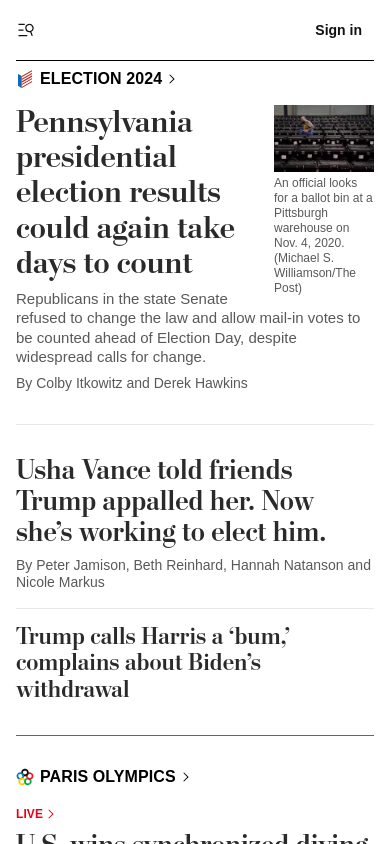 Sign in
ELECTION 2024
Pennsylvania
presidential
election results
could again take
days to count
An official looks
for a ballot bin at a
Pittsburgh
warehouse on
Nov. 4, 2020.
(Michael S.
Williamson/The
Post)
Republicans in the state Senate
refused to change the law and allow mail-in votes to
be counted ahead of Election Day, despite
widespread calls for change.
By Colby Itkowitz and Derek Hawkins
Usha Vance told friends
Trump appalled her. Now
she’s working to elect him.
By Peter Jamison, Beth Reinhard, Hannah Natanson and
Nicole Markus
Trump calls Harris a ‘bum,’
complains about Biden’s
withdrawal
PARIS OLYMPICS
LIVE
U.S. wins synchronized diving